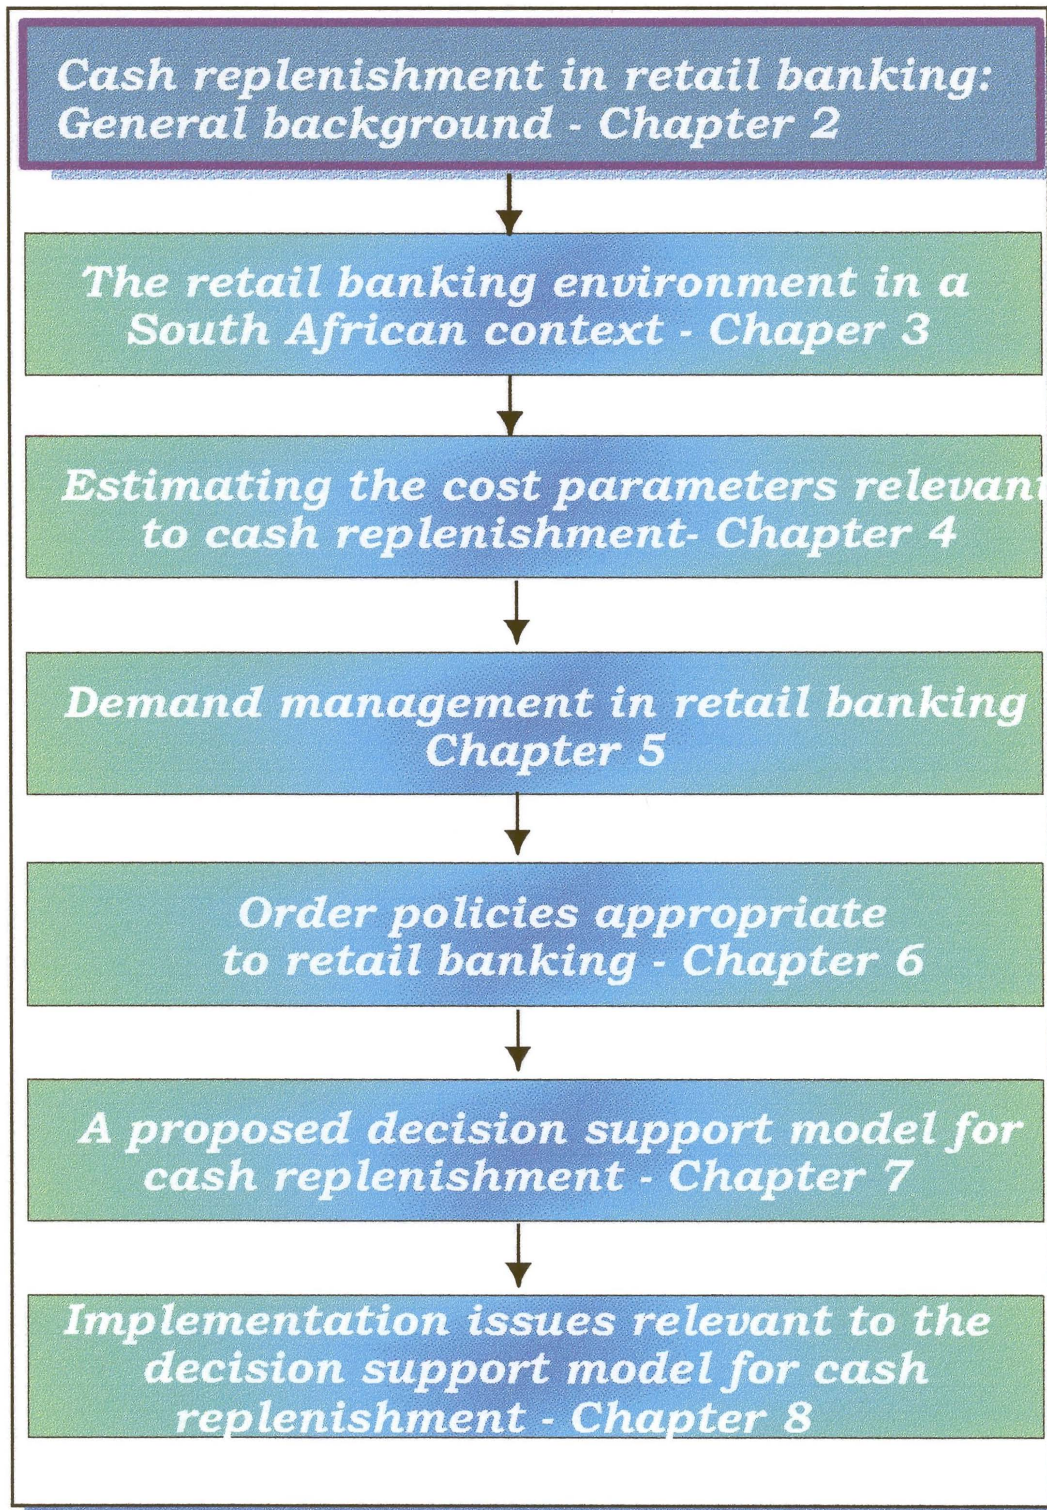 Cash replenishment in retail banking:
General background - Chapter 2
The retail banking environment in a
South African context - Chaper 3
Estimating the cost parameters relevant
to cash replenishment- Chapter 4
Demand management in retail banking
Chapter 5
Order policies appropriate
to retail banking - Chapter 6
A proposed decision support model for
cash replenishment - Chapter 7
Implementation issues relevant to the
decision support model for cash
replenishment - Chapter 8